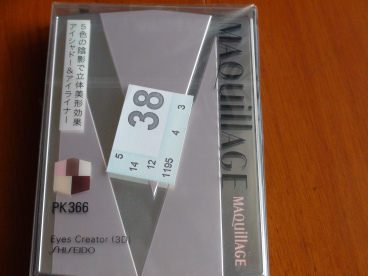 5色の陰影で立体美形効果
アイシャドー&アイライナー
MAQuillAGE
MAQuillAGE
38
5 14 12 1195 4 3
PK366
Eyes Creator (3D)
SHISEIDO